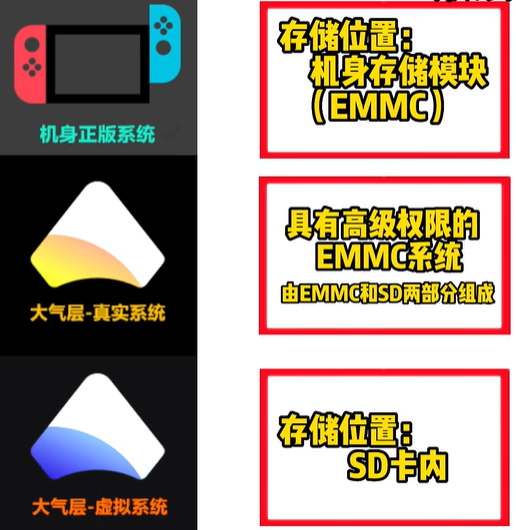 机身正版系统
存储位置：
机身存储模块
（EMMC）
大气层-真实系统
具有高级权限的
EMMC系统
由EMMC和SD两部分组成
大气层-虚拟系统
存储位置：
SD卡内